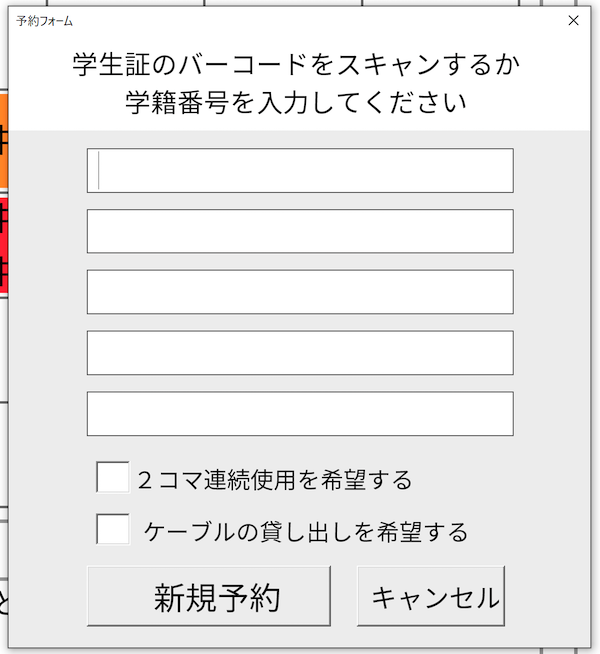 予約フォーム
学生証のバーコードをスキャンするか
学籍番号を入力してください
２コマ連続使用を希望する
ケーブルの貸し出しを希望する
新規予約
キャンセル